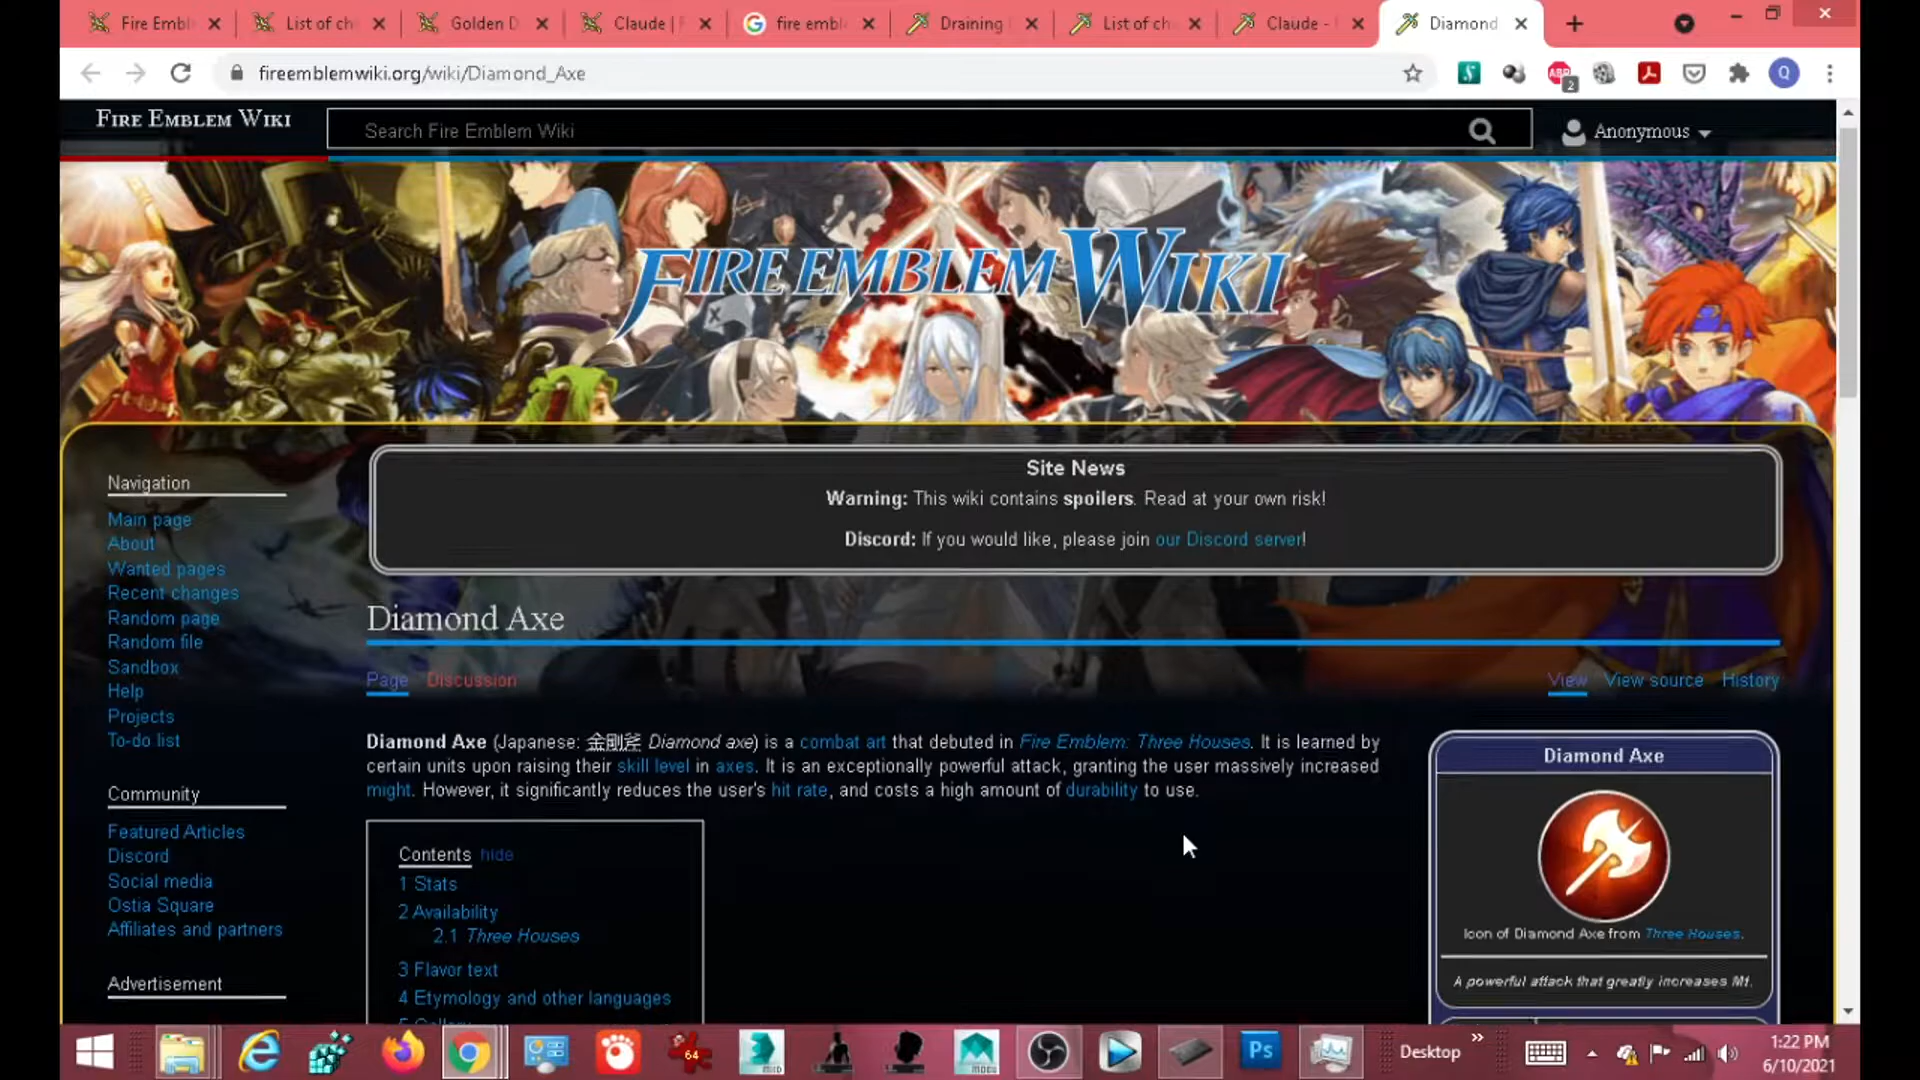 Fire Embl
List of ch
Golden D
Claude | F
fire embl
Draining
List of ch
Claude -
Diamond
fireemblemwiki.org/wiki/Diamond_Axe
ABP
2
Q
FIRE EMBLEM WIKI
Search Fire Emblem Wiki
Anonymous
FIRE EMBLEM WIKI
Site News
Warning: This wiki contains spoilers. Read at your own risk!
Discord: If you would like, please join our Discord server!
Navigation
Main page
About
Wanted pages
Recent changes
Random page
Random file
Sandbox
Help
Projects
To-do list
Community
Featured Articles
Discord
Social media
Ostia Square
Affiliates and partners
Advertisement
Diamond Axe
Page
Discussion
View
View source
History
Diamond Axe (Japanese: 金剛斧 Diamond axe) is a combat art that debuted in Fire Emblem: Three Houses. It is learned by
certain units upon raising their skill level in axes. It is an exceptionally powerful attack, granting the user massively increased
might. However, it significantly reduces the user's hit rate, and costs a high amount of durability to use.
Contents hide
1 Stats
2 Availability
2.1 Three Houses
3 Flavor text
4 Etymology and other languages
5 Gallery
Diamond Axe
Icon of Diamond Axe from Three Houses.
A powerful attack that greatly increases Mt.
64
Ps
Desktop
1:22 PM
6/10/2021